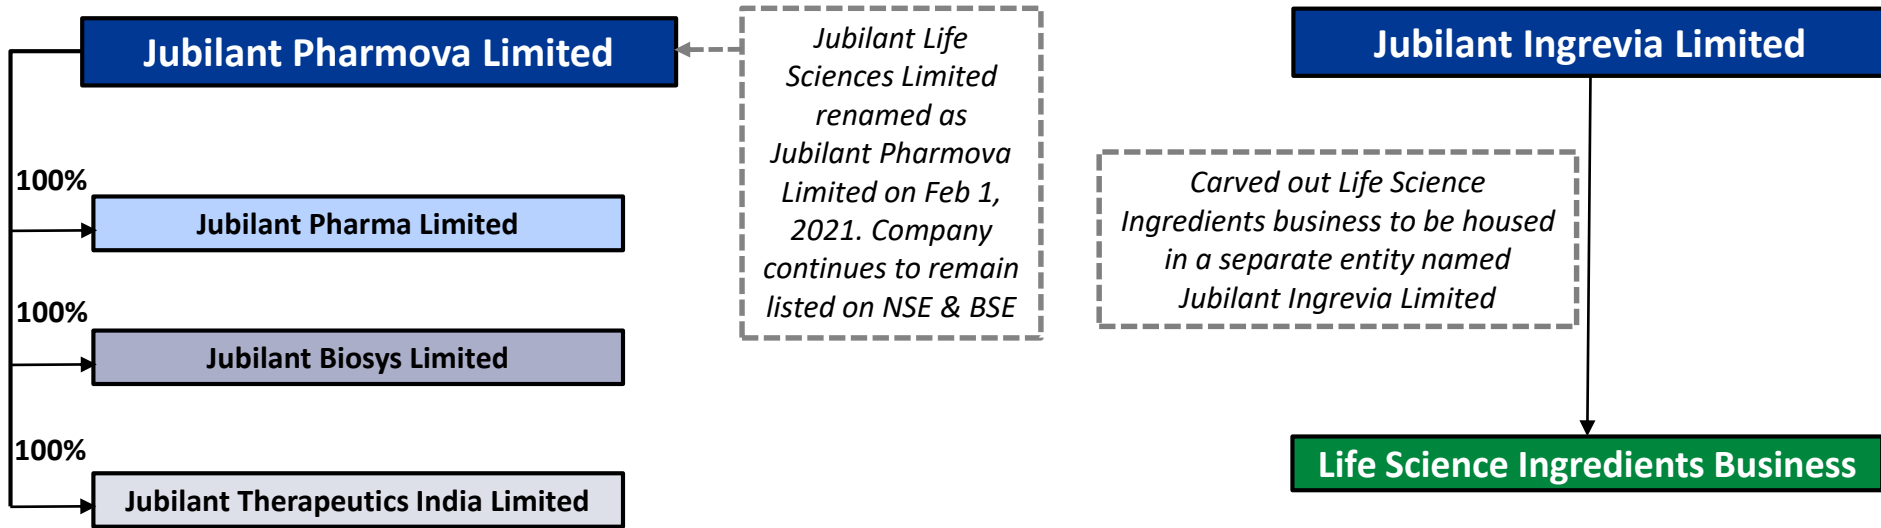 Jubilant Pharmova Limited
100%
Jubilant Pharma Limited
100%
Jubilant Biosys Limited
100%
Jubilant Therapeutics India Limited
Jubilant Life
Sciences Limited
renamed as
Jubilant Pharmova
Limited on Feb 1,
2021. Company
continues to remain
listed on NSE & BSE
Jubilant Ingrevia Limited
Carved out Life Science
Ingredients business to be housed
in a separate entity named
Jubilant Ingrevia Limited
Life Science Ingredients Business